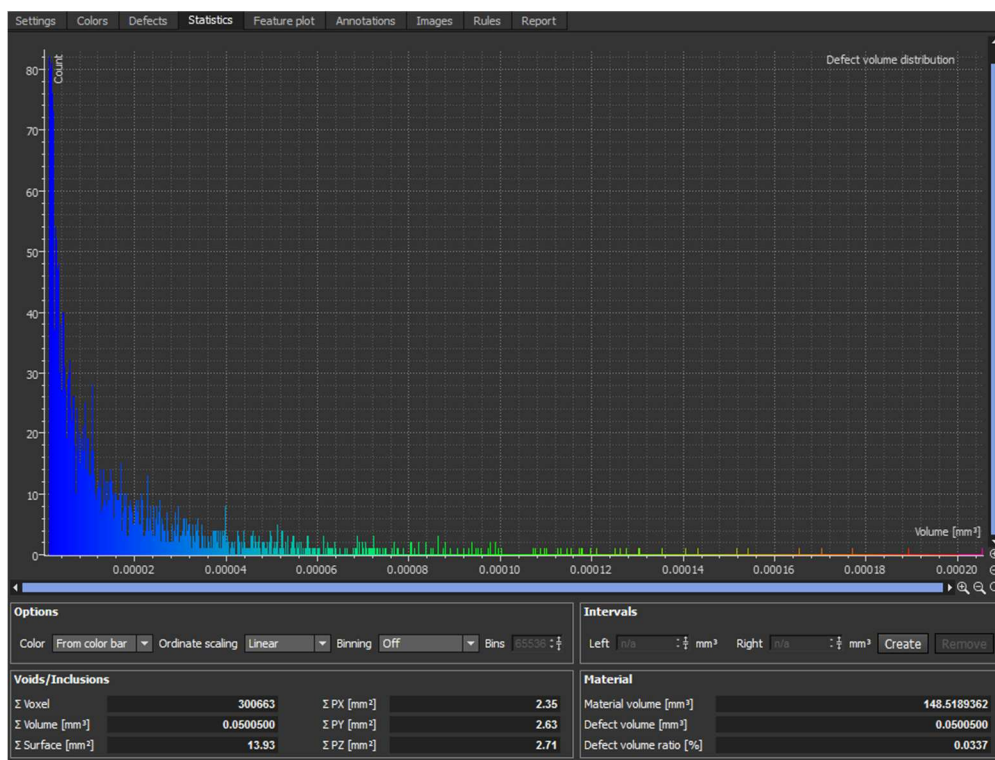 Settings Colors Defects Statistics Feature plot Annotations Images Rules Report
Count
Defect volume distribution
80
70
60
50
40
30
20
10
0
Volume [mm³]
0.00002 0.00004 0.00006 0.00008 0.00010 0.00012 0.00014 0.00016 0.00018 0.00020
Options
Color From color bar Ordinate scaling Linear Binning Off Bins 65536
Intervals
Left n/a mm³ Right n/a mm³ Create Remove
Voids/Inclusions
Σ Voxel 300663 Σ PX [mm²] 2.35
Σ Volume [mm³] 0.0500500 Σ PY [mm²] 2.63
Σ Surface [mm²] 13.93 Σ PZ [mm²] 2.71
Material
Material volume [mm³] 148.5189362
Defect volume [mm³] 0.0500500
Defect volume ratio [%] 0.0337